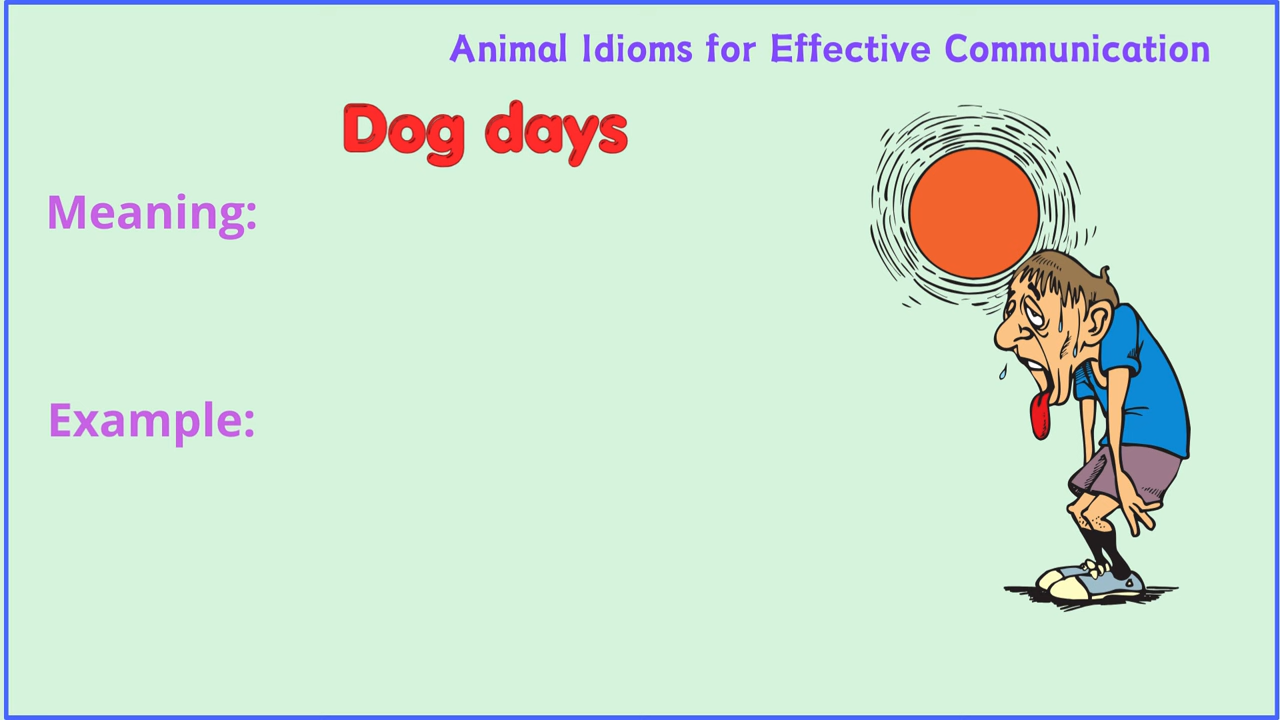 Animal Idioms for Effective Communication
Dog days
Meaning:
Example: